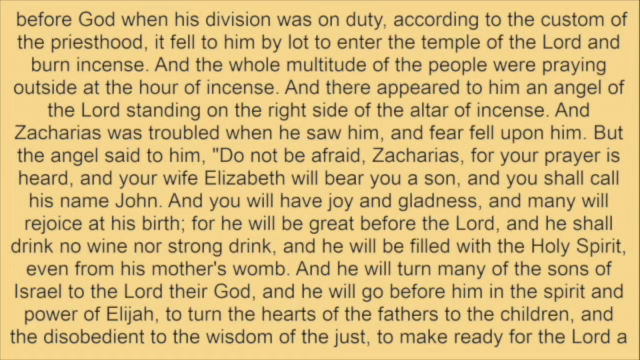 before God when his division was on duty, according to the custom of
the priesthood, it fell to him by lot to enter the temple of the Lord and
burn incense. And the whole multitude of the people were praying
outside at the hour of incense. And there appeared to him an angel of
the Lord standing on the right side of the altar of incense. And
Zacharias was troubled when he saw him, and fear fell upon him. But
the angel said to him, "Do not be afraid, Zacharias, for your prayer is
heard, and your wife Elizabeth will bear you a son, and you shall call
his name John. And you will have joy and gladness, and many will
rejoice at his birth; for he will be great before the Lord, and he shall
drink no wine nor strong drink, and he will be filled with the Holy Spirit,
even from his mother's womb. And he will turn many of the sons of
Israel to the Lord their God, and he will go before him in the spirit and
power of Elijah, to turn the hearts of the fathers to the children, and
the disobedient to the wisdom of the just, to make ready for the Lord a